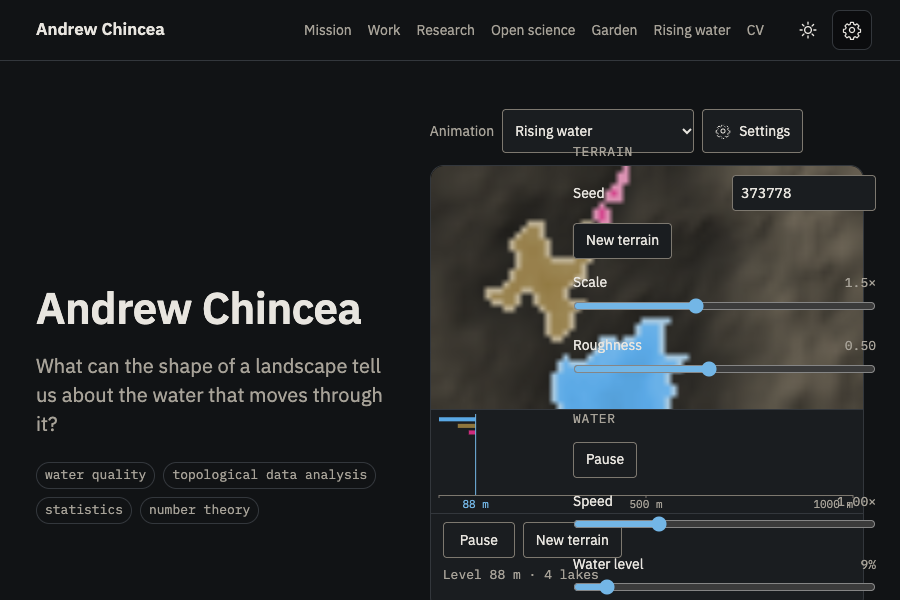 Andrew Chincea
Mission Work Research Open science Garden Rising water CV
Animation Rising water Settings
TERRAIN
Seed 373778
New terrain
Scale 1.5×
Roughness 0.50
Andrew Chincea
What can the shape of a landscape tell
us about the water that moves through
it?
water quality topological data analysis
statistics number theory
WATER
Pause
Speed 1.00×
88 m 500 m 1000 m
Pause New terrain
Water level 9%
Level 88 m · 4 lakes